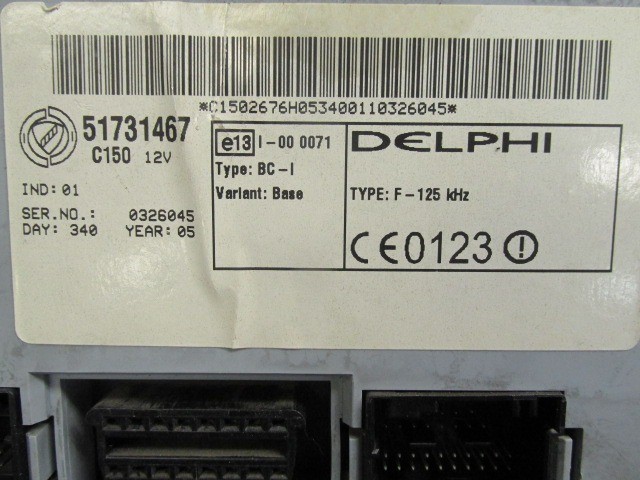 *C1502676H053400110326045*
51731467
C150 12V
IND: 01
SER.NO.: 0326045
DAY: 340 YEAR: 05
e13 I-00 0071
Type: BC-I
Variant: Base
DELPHI
TYPE: F-125 kHz
CE0123